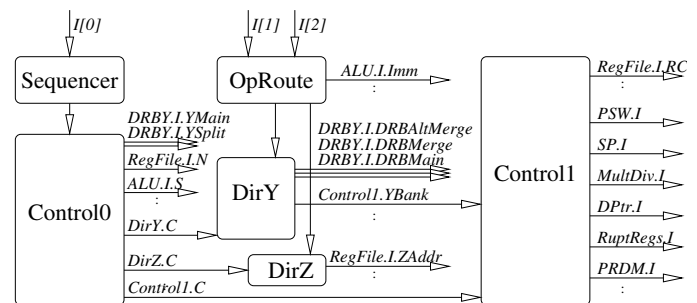 I[0]
I[1]
I[2]
Sequencer
OpRoute
ALU.I.Imm
:
DRBY.I.YMain
DRBY.I.YSplit
RegFile.I.N
ALU.I.S
:
Control0
DirY.C
DirZ.C
Control1.C
:
DRBY.I.DRBAltMerge
DRBY.I.DRBMerge
DRBY.I.DRBMain
DirY
Control1.YBank
:
DirZ
RegFile.I.ZAddr
:
Control1
RegFile.I.RC
:
PSW.I
SP.I
MultDiv.I
DPtr.I
RuptRegs.I
PRDM.I
: